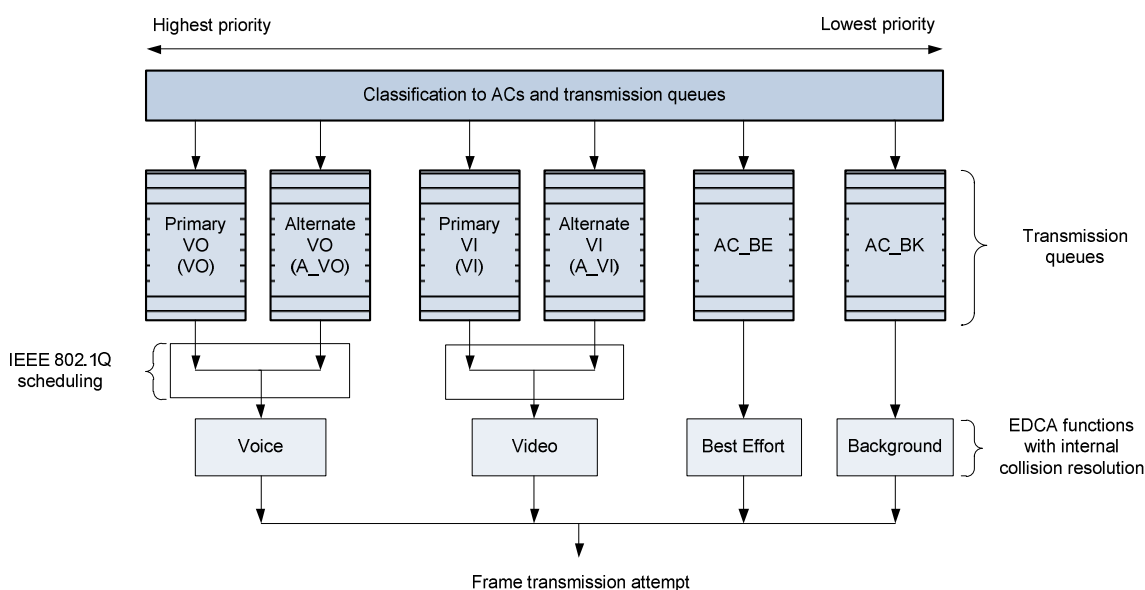 Highest priority
Lowest priority
Classification to ACs and transmission queues
Primary
VO
(VO)
Alternate
VO
(A_VO)
Primary
VI
(VI)
Alternate
VI
(A_VI)
AC_BE
AC_BK
Transmission
queues
IEEE 802.1Q
scheduling
Voice
Video
Best Effort
Background
EDCA functions
with internal
collision resolution
Frame transmission attempt